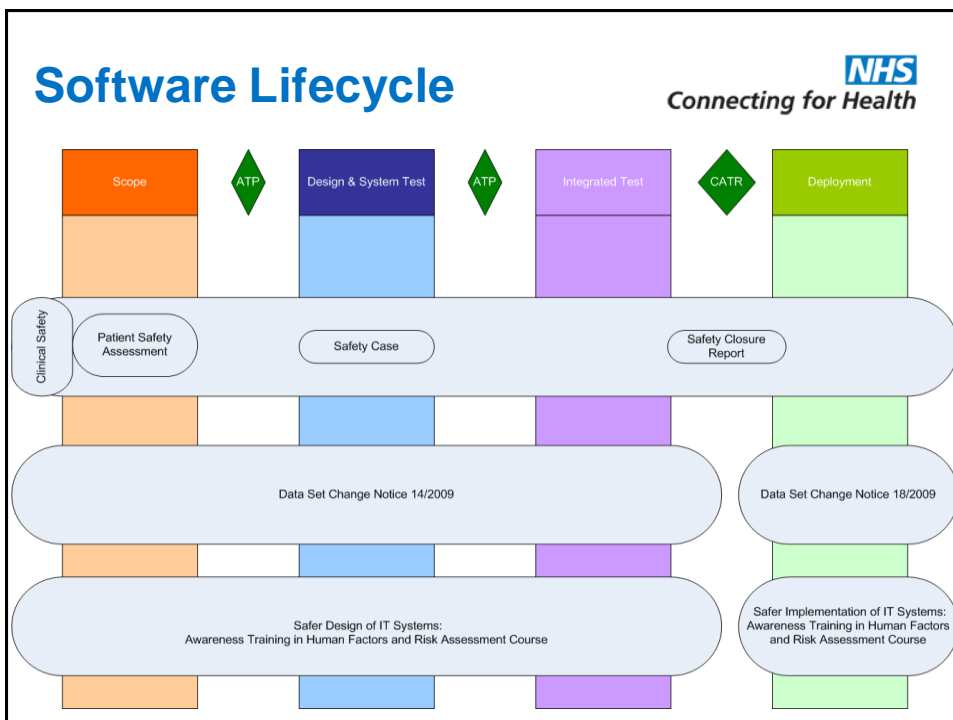 Software Lifecycle
NHS
Connecting for Health
Scope
ATP
Design & System Test
ATP
Integrated Test
CATR
Deployment
Clinical Safety
Patient Safety
Assessment
Safety Case
Safety Closure
Report
Data Set Change Notice 14/2009
Data Set Change Notice 18/2009
Safer Design of IT Systems:
Awareness Training in Human Factors and Risk Assessment Course
Safer Implementation of IT Systems:
Awareness Training in Human Factors
and Risk Assessment Course